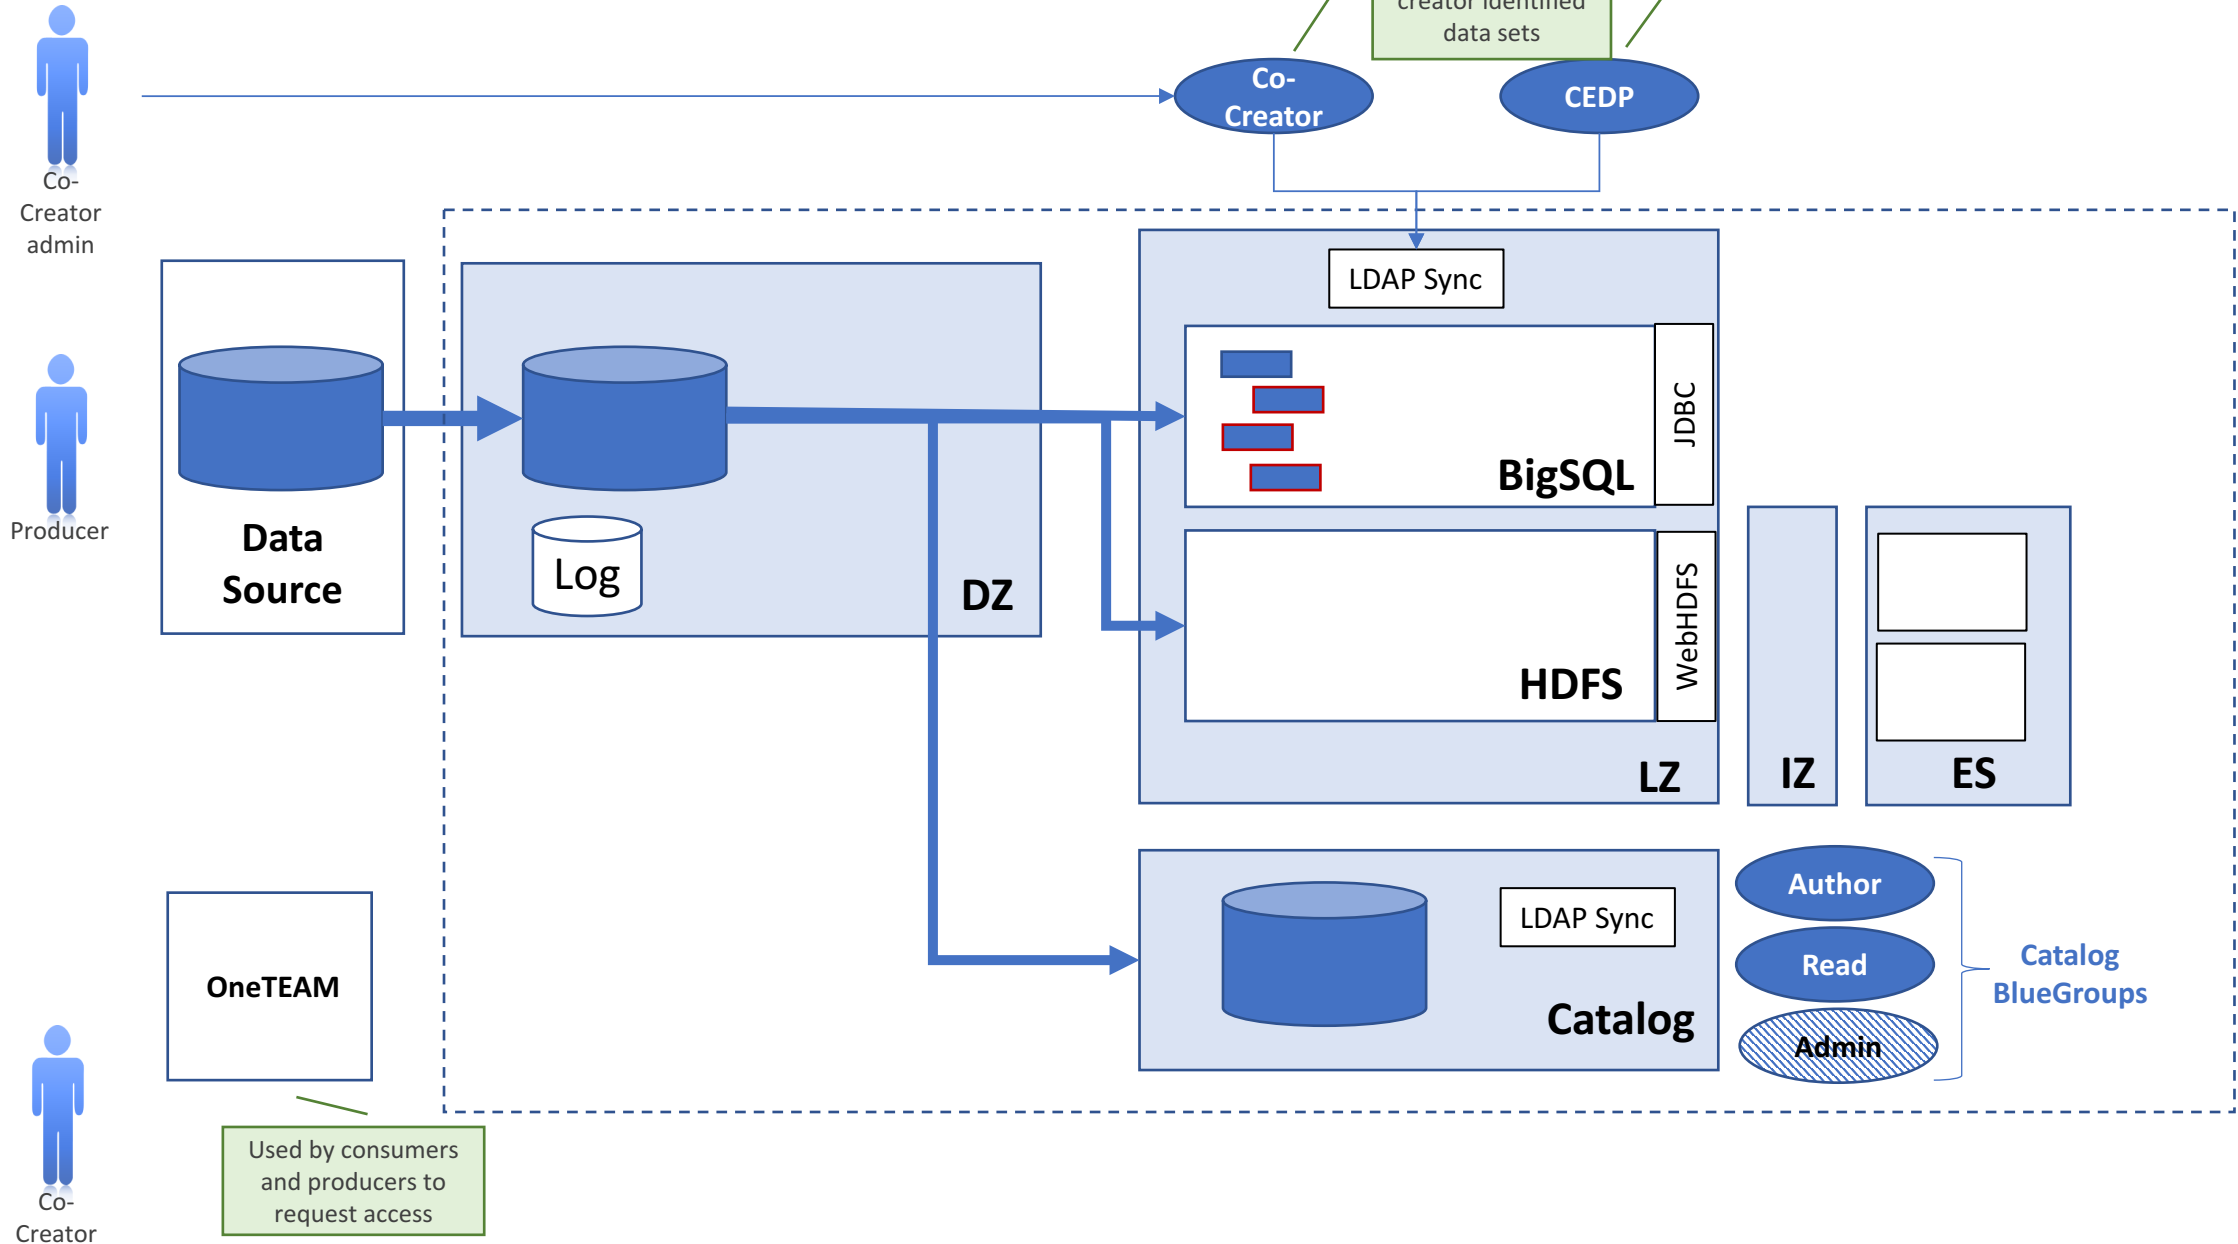 creator identified
data sets
Co-
Creator
CEDP
Co-
Creator
admin
LDAP Sync
JDBC
BigSQL
Producer
Data
Source
Log
DZ
WebHDFS
HDFS
LZ
IZ
ES
Author
LDAP Sync
Read
Catalog
BlueGroups
OneTEAM
Catalog
Admin
Used by consumers
and producers to
request access
Co-
Creator